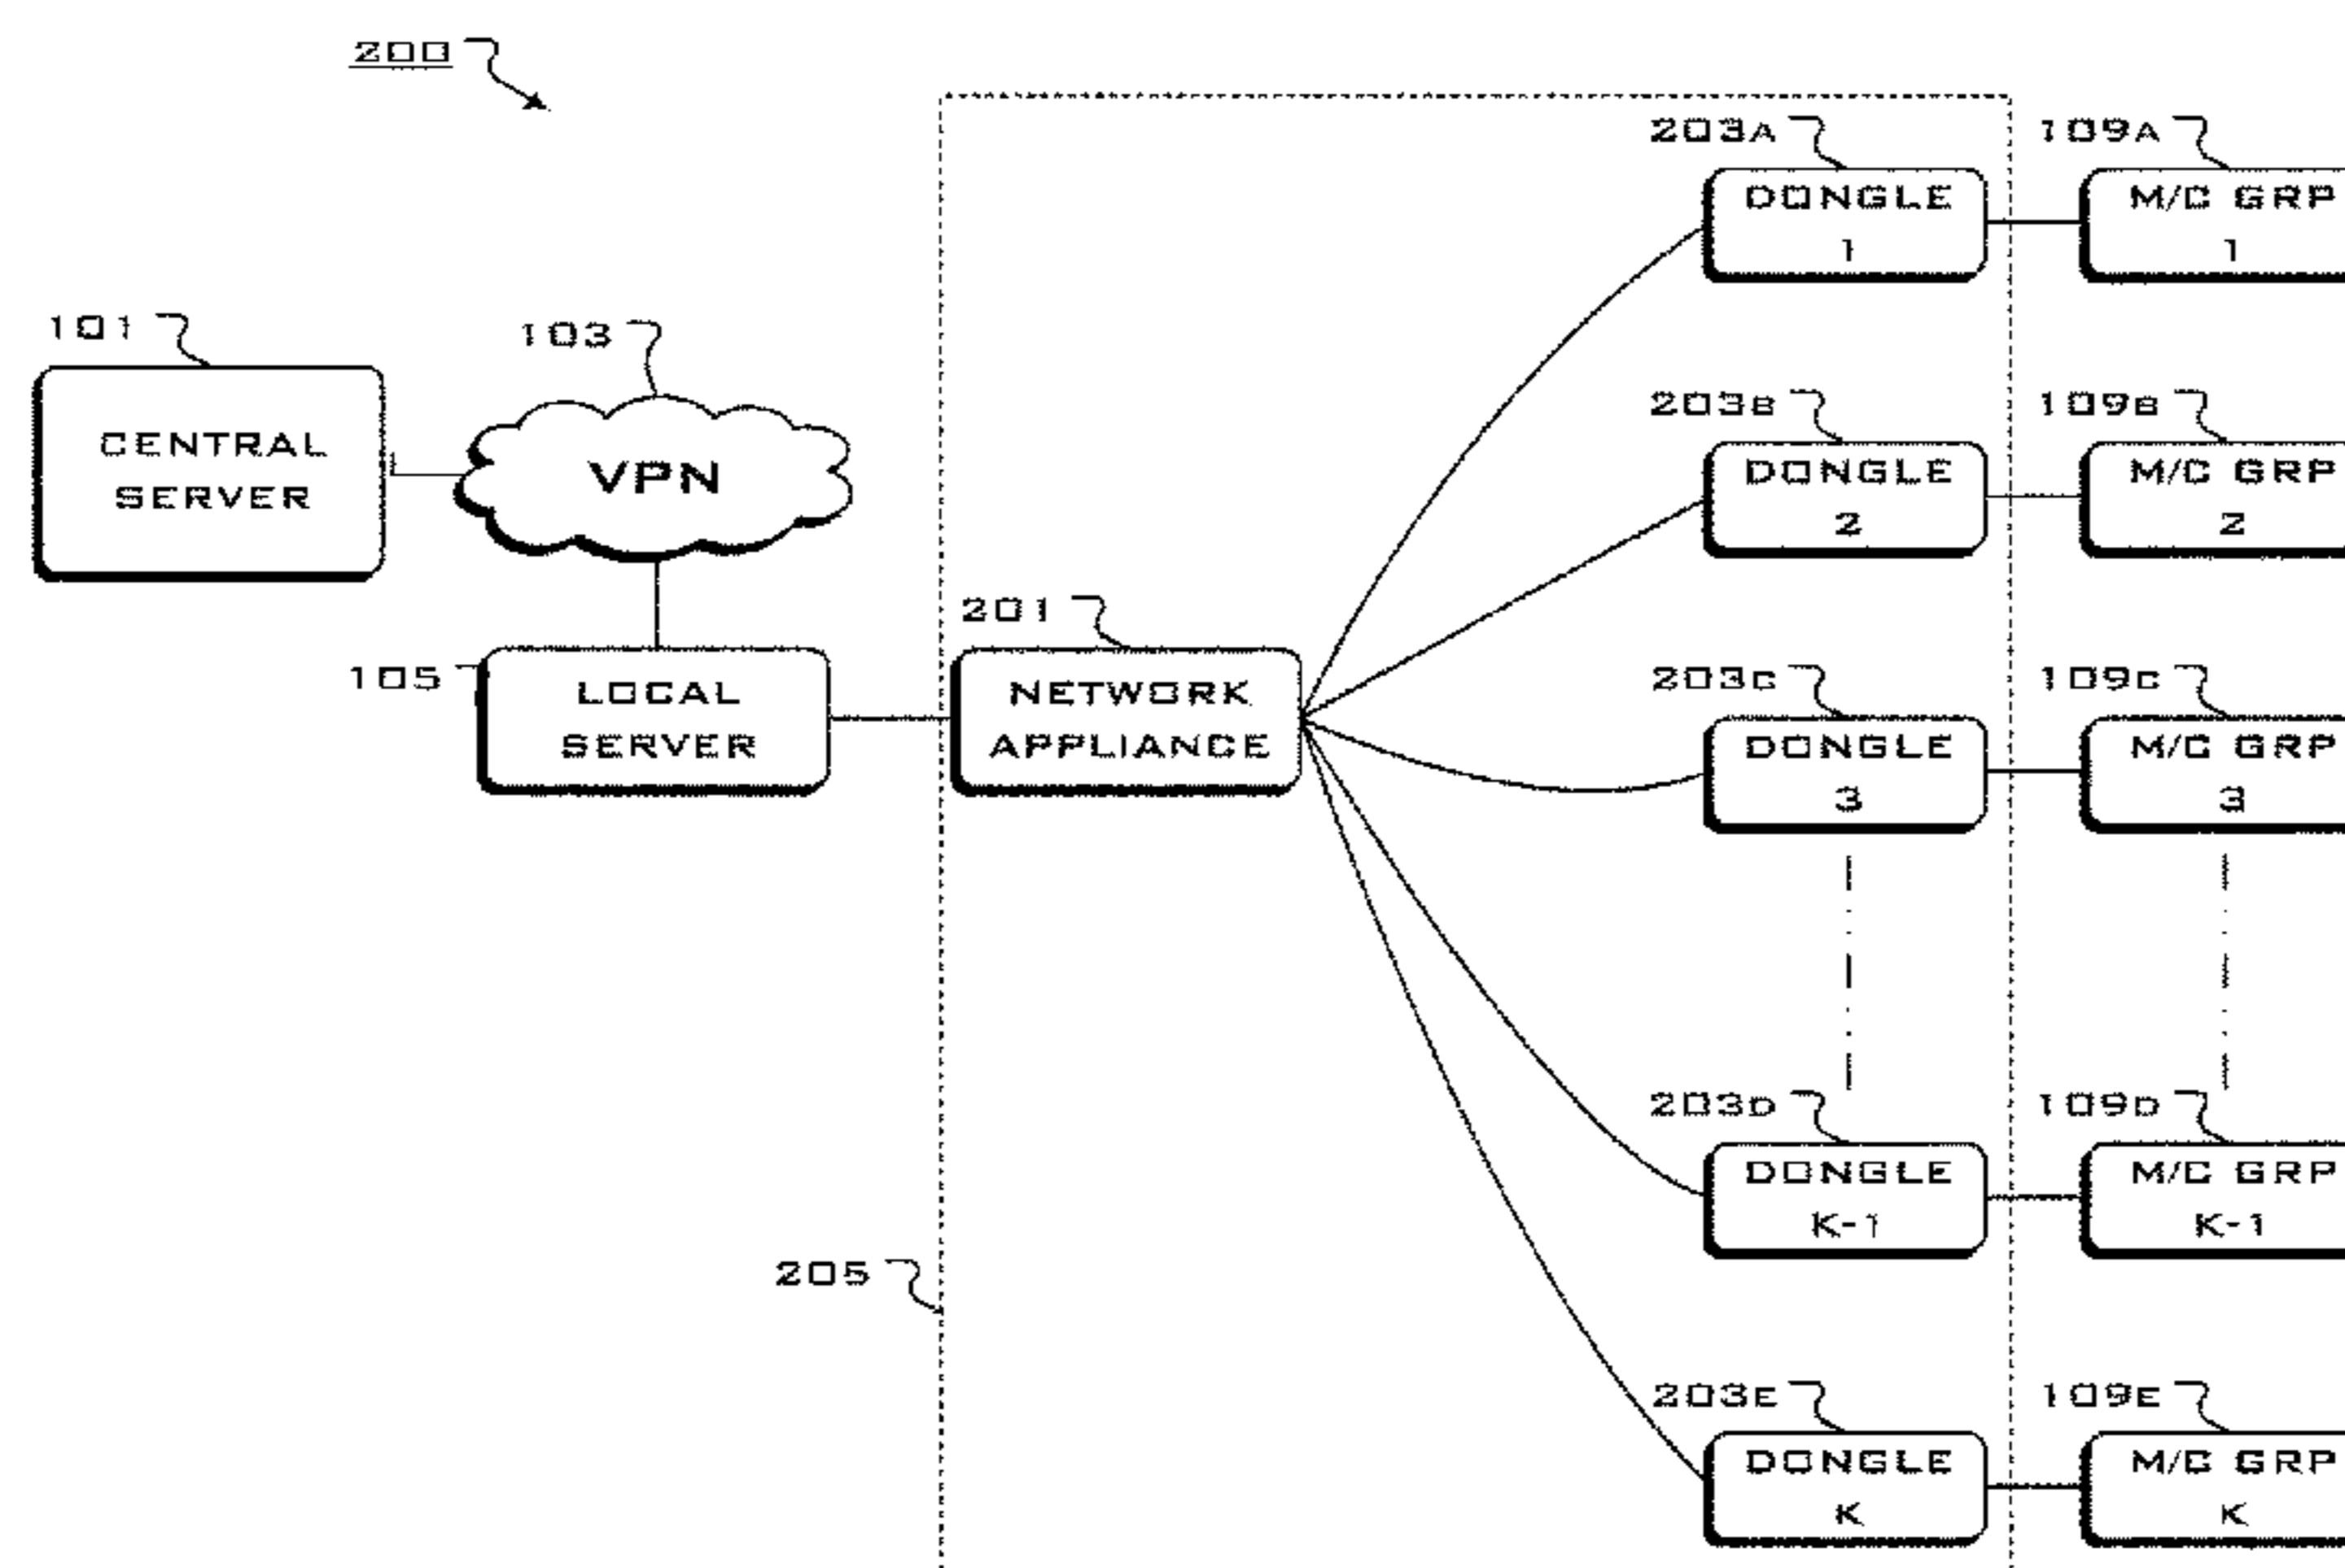 200
203A
109A
DONGLE
1
M/C GRP
1
101
103
CENTRAL
SERVER
VPN
203B
109B
DONGLE
2
M/C GRP
2
201
105
LOCAL
SERVER
NETWORK
APPLIANCE
203C
109C
DONGLE
3
M/C GRP
3
203D
109D
DONGLE
K-1
M/C GRP
K-1
205
203E
109E
DONGLE
K
M/C GRP
K